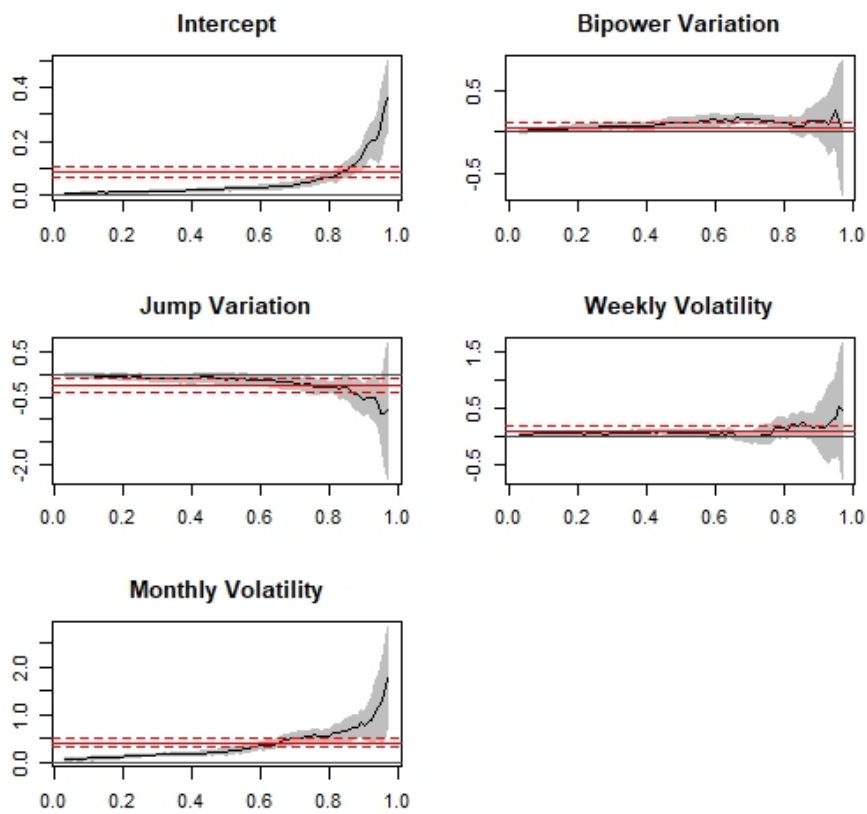 Intercept
0.0 0.2 0.4
0.0 0.2 0.4 0.6 0.8 1.0
Bipower Variation
-0.5 0.5
0.0 0.2 0.4 0.6 0.8 1.0
Jump Variation
-2.0 -0.5 0.5
0.0 0.2 0.4 0.6 0.8 1.0
Weekly Volatility
-0.5 0.5 1.5
0.0 0.2 0.4 0.6 0.8 1.0
Monthly Volatility
0.0 1.0 2.0
0.0 0.2 0.4 0.6 0.8 1.0